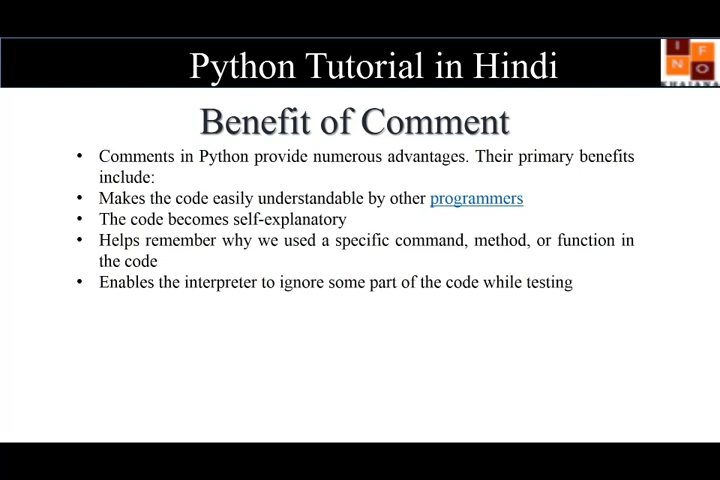 Python Tutorial in Hindi
I F
N O
KHAJANA
Benefit of Comment
• Comments in Python provide numerous advantages. Their primary benefits
include:
• Makes the code easily understandable by other programmers
• The code becomes self-explanatory
• Helps remember why we used a specific command, method, or function in
the code
• Enables the interpreter to ignore some part of the code while testing